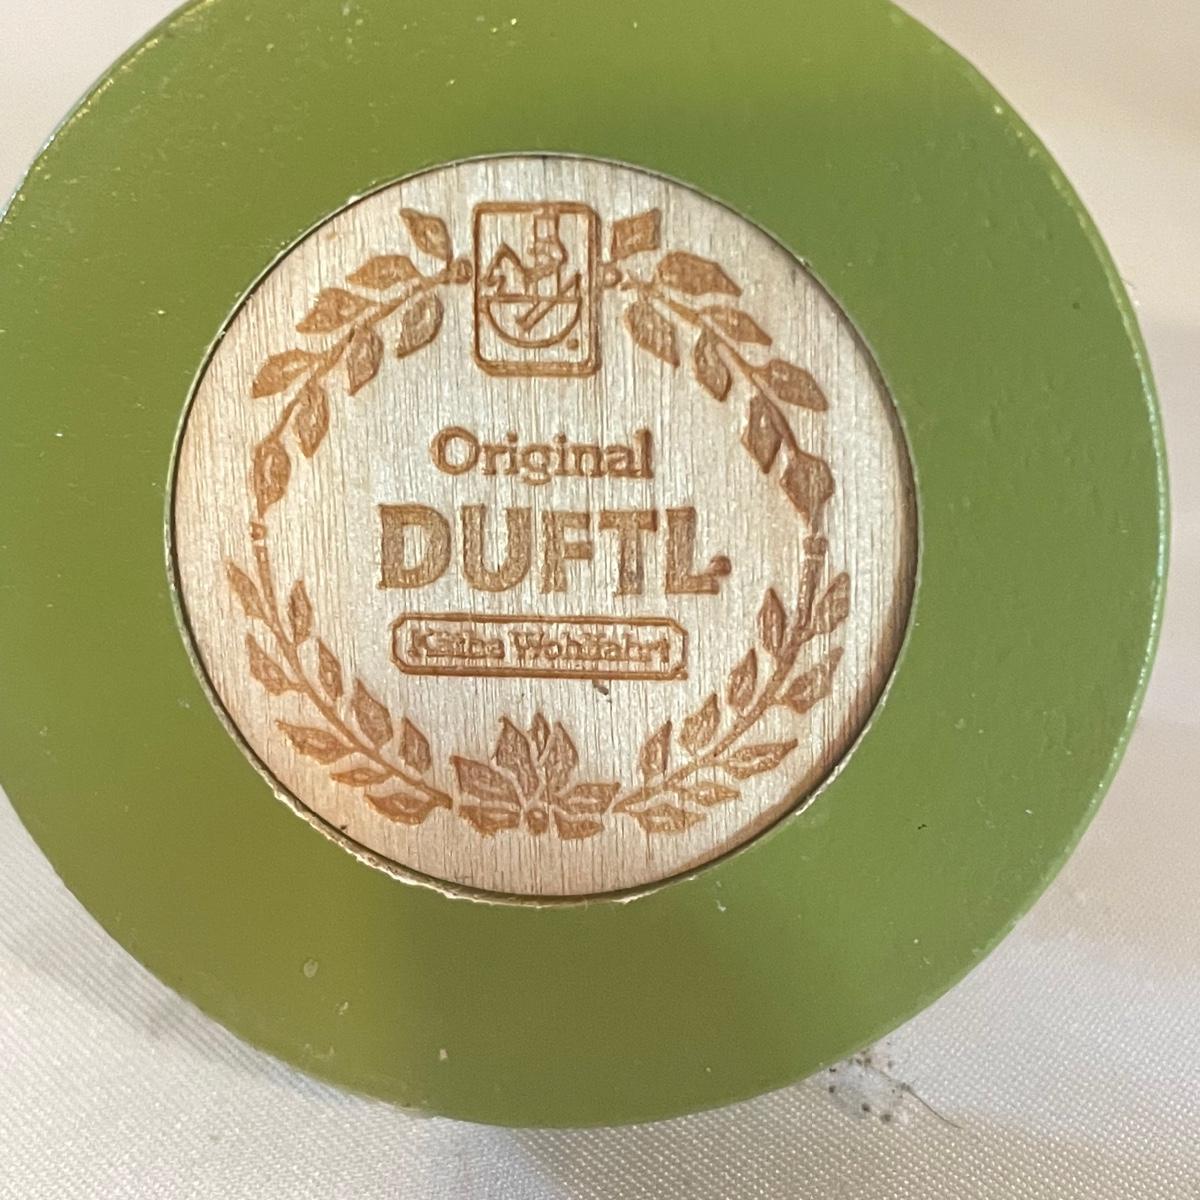 Original
DUFTL
Käthe Wohlfahrt